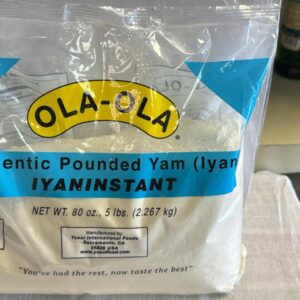 OLA-OLA®
entic Pounded Yam (Iyan
IYANINSTANT
NET WT. 80 oz., 5 lbs. (2.267 kg)
Manufactured by
Yusol International Foods
Sacramento, CA
95828 USA
www.yusolfood.com
"You've had the rest, now taste the best"